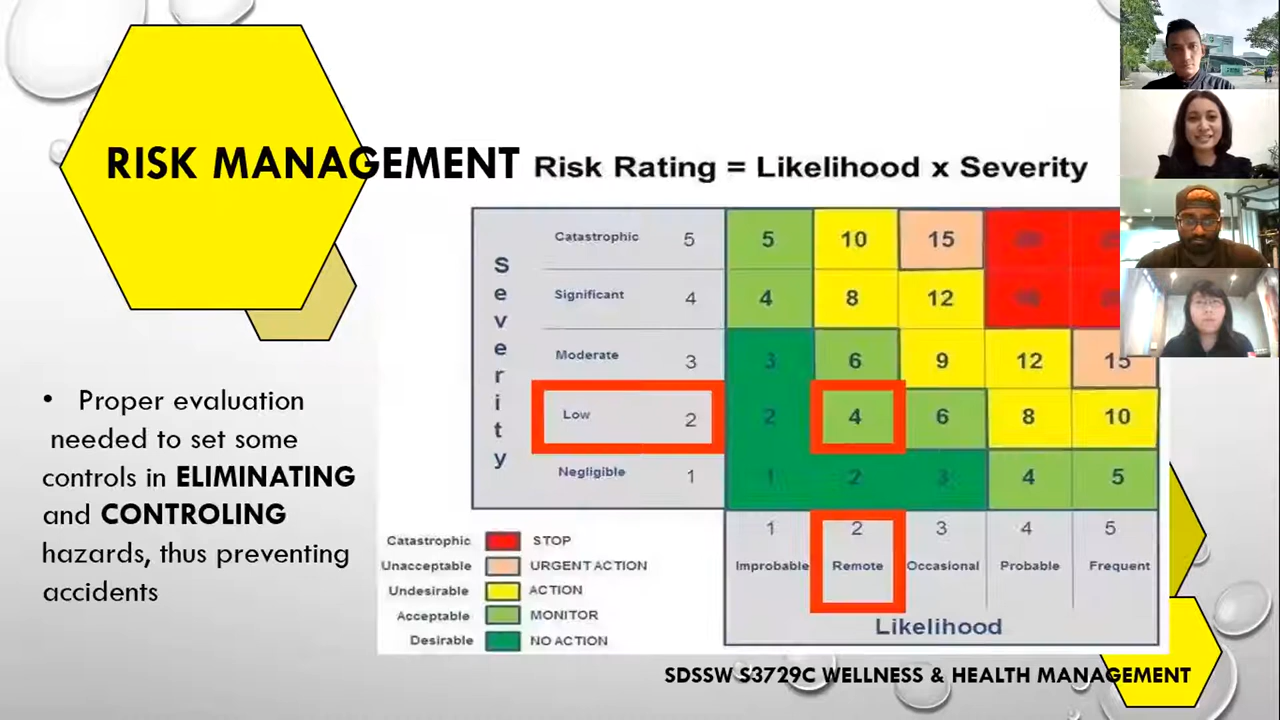 RISK MANAGEMENT
Risk Rating = Likelihood x Severity
Severity
Catastrophic 5 5 10 15
Significant 4 4 8 12
Moderate 3 3 6 9 12 15
Low 2 2 4 6 8 10
Negligible 1 1 2 3 4 5
1 2 3 4 5
Improbable Remote Occasional Probable Frequent
Likelihood
• Proper evaluation
needed to set some
controls in ELIMINATING
and CONTROLING
hazards, thus preventing
accidents
Catastrophic STOP
Unacceptable URGENT ACTION
Undesirable ACTION
Acceptable MONITOR
Desirable NO ACTION
SDSSW S3729C WELLNESS & HEALTH MANAGEMENT